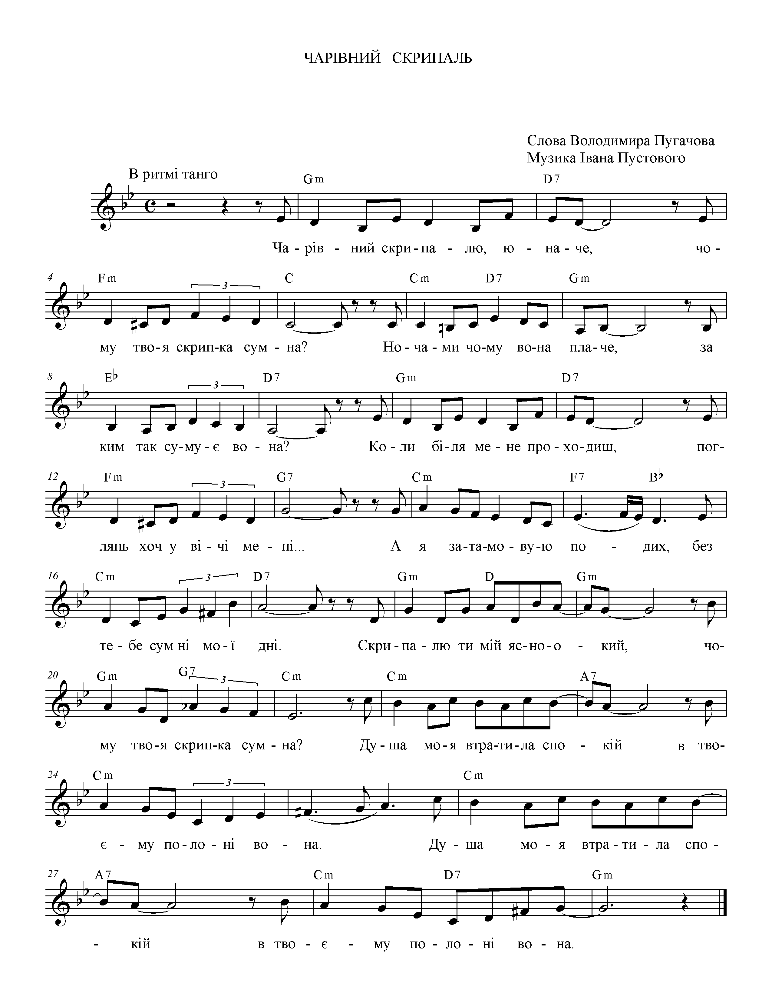 ЧАРІВНИЙ СКРИПАЛЬ
Слова Володимира Пугачова
Музика Івана Пустового
В ритмі танго
Gm D7
Ча - рів - ний скри - па - лю, ю - на - че, чо -
4 Fm 3 C Cm D7 Gm
му тво - я скрип - ка сум - на? Но - ча - ми чо - му во - на пла - че, за
8 E♭ 3 D7 Gm D7
ким так су - му - є во - на? Ко - ли бі - ля ме - не про - хо - диш, пог -
12 Fm 3 G7 Cm F7 B♭
лянь хоч у ві - чі ме - ні... А я за - та - мо - ву - ю по - дих, без
16 Cm 3 D7 Gm D Gm
те - бе сум ні мо - ї дні. Скри - па - лю ти мій яс - но - о - кий, чо -
20 Gm G7 3 Cm Cm A7
му тво - я скрип - ка сум - на? Ду - ша мо - я втра - ти - ла спо - кій в тво -
24 Cm 3 Cm
є - му по - ло - ні во - на. Ду - ша мо - я втра - ти - ла спо -
27 A7 Cm D7 Gm
- кій в тво - є - му по - ло - ні во - на.